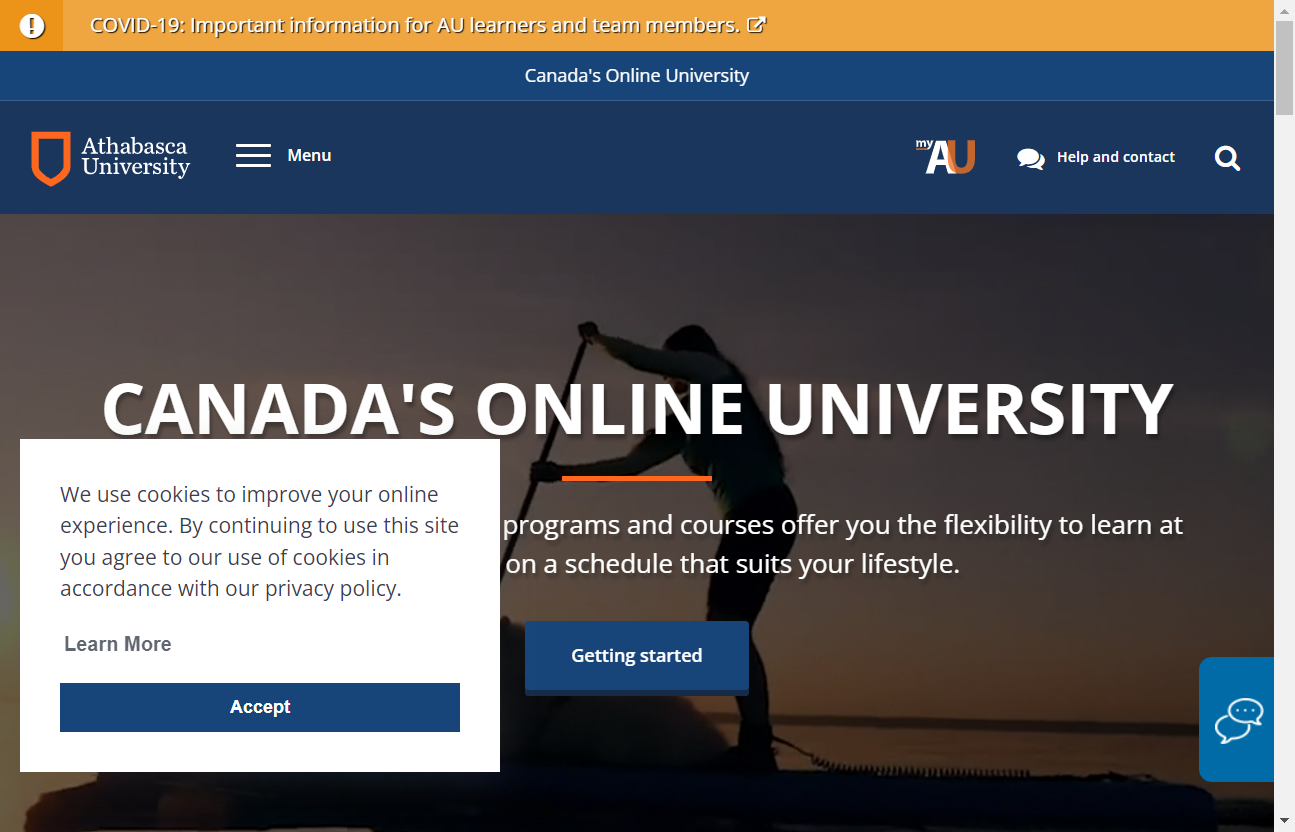 COVID-19: Important information for AU learners and team members.
Canada's Online University
Athabasca
University
Menu
my AU
Help and contact
CANADA'S ONLINE UNIVERSITY
programs and courses offer you the flexibility to learn at
on a schedule that suits your lifestyle.
Getting started
We use cookies to improve your online
experience. By continuing to use this site
you agree to our use of cookies in
accordance with our privacy policy.
Learn More
Accept